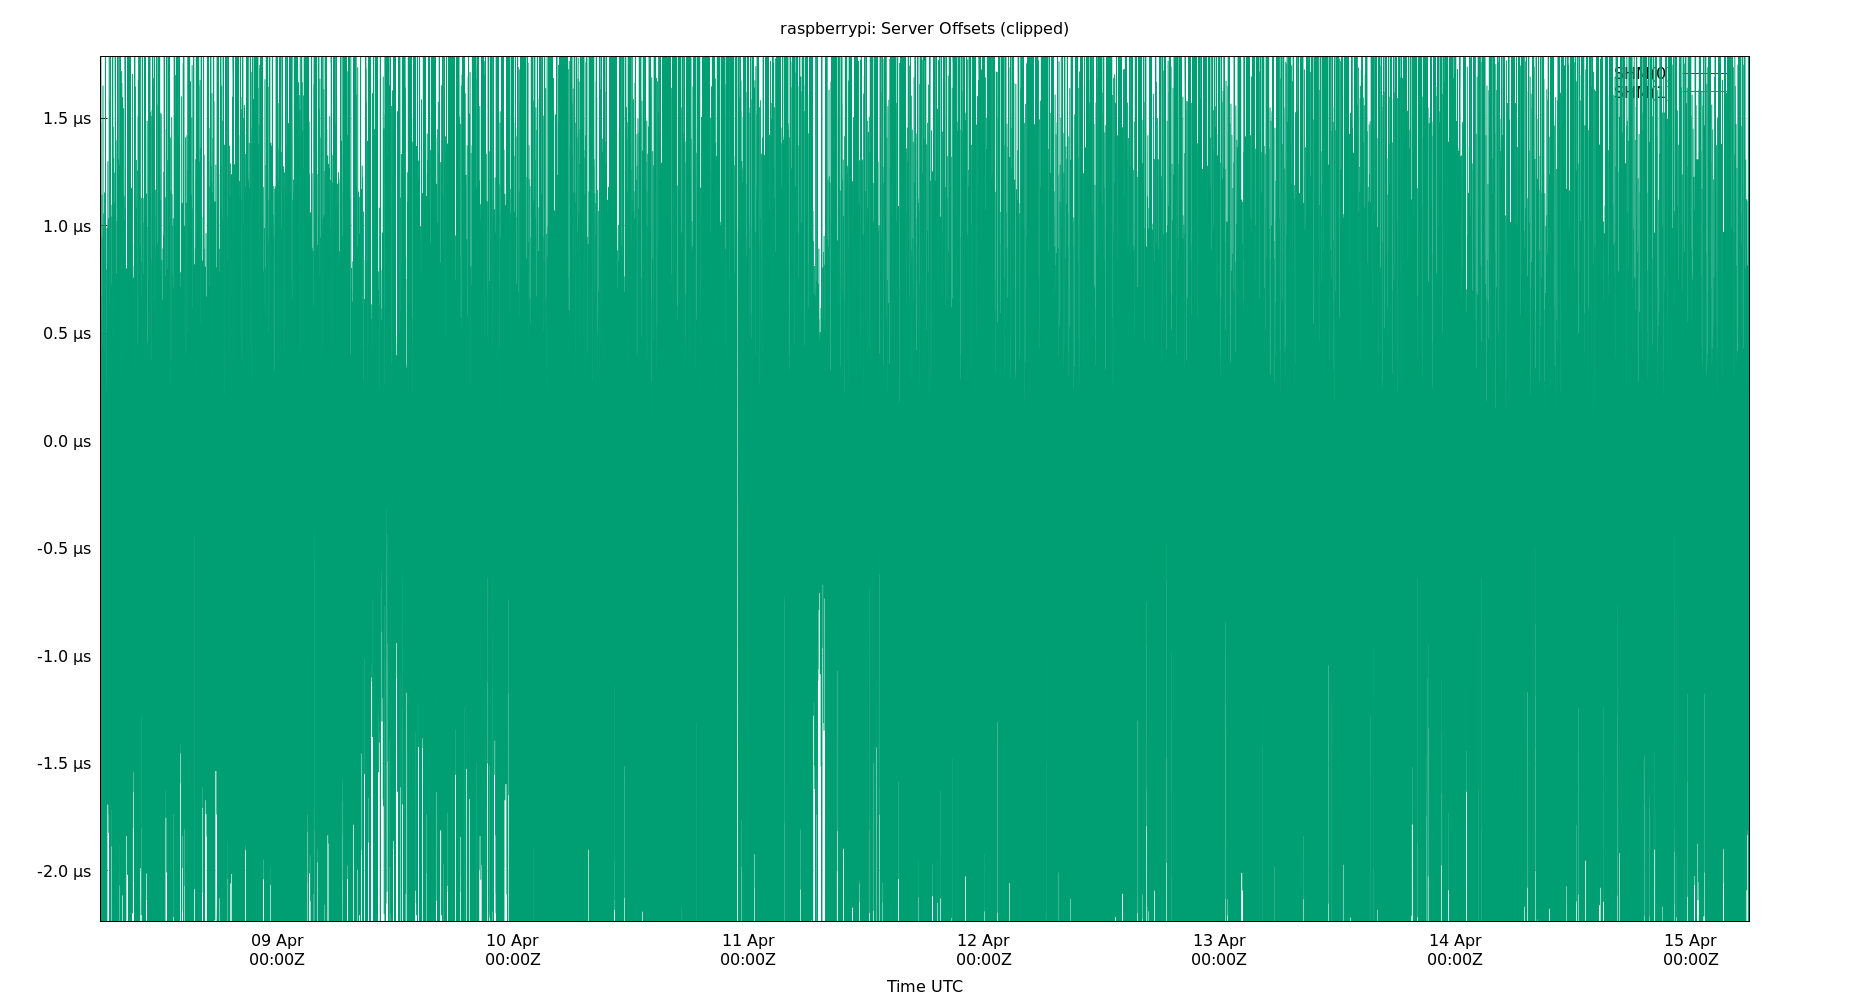 raspberrypi: Server Offsets (clipped)
SHM(0)
1.5 µs
1.0 µs
0.5 µs
0.0 µs
-0.5 µs
-1.0 µs
-1.5 µs
-2.0 µs
09 Apr 10 Apr 11 Apr 12 Apr 13 Apr 14 Apr 15 Apr
00:00Z 00:00Z 00:00Z 00:00Z 00:00Z 00:00Z 00:00Z
Time UTC